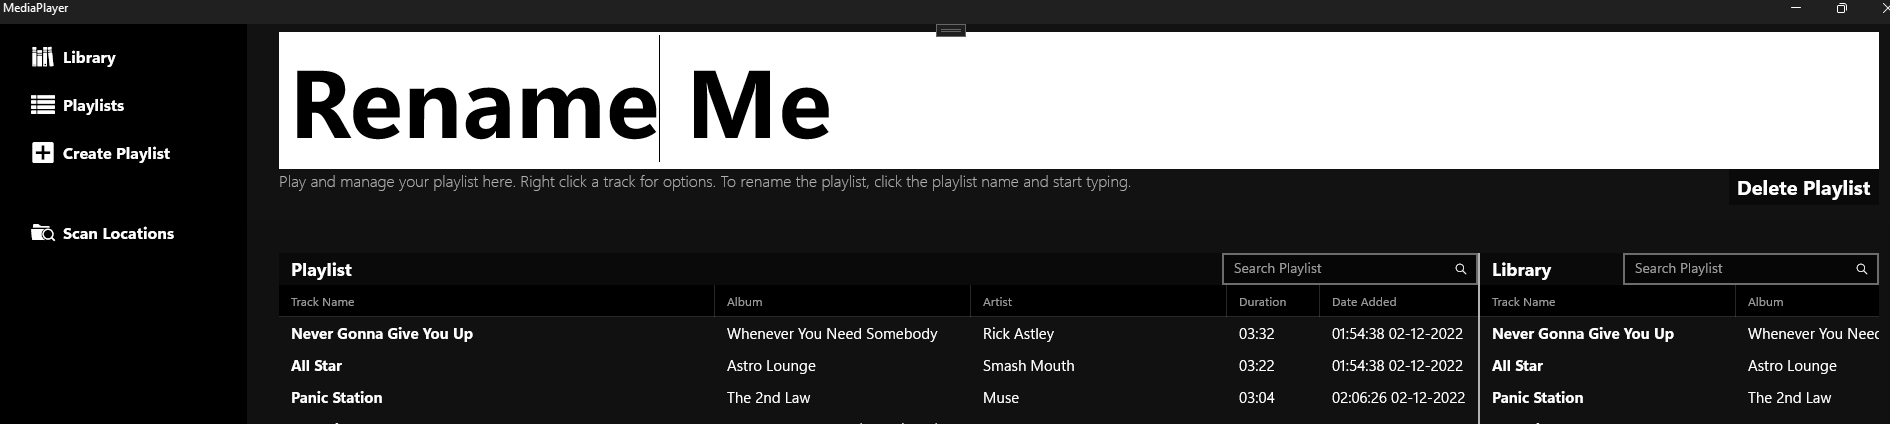 MediaPlayer
Library
Playlists
Create Playlist
Scan Locations
Rename Me
Play and manage your playlist here. Right click a track for options. To rename the playlist, click the playlist name and start typing.
Delete Playlist
Playlist Search Playlist
Track Name Album Artist Duration Date Added
Never Gonna Give You Up Whenever You Need Somebody Rick Astley 03:32 01:54:38 02-12-2022
All Star Astro Lounge Smash Mouth 03:22 01:54:38 02-12-2022
Panic Station The 2nd Law Muse 03:04 02:06:26 02-12-2022
Library Search Playlist
Track Name Album
Never Gonna Give You Up Whenever You Need
All Star Astro Lounge
Panic Station The 2nd Law